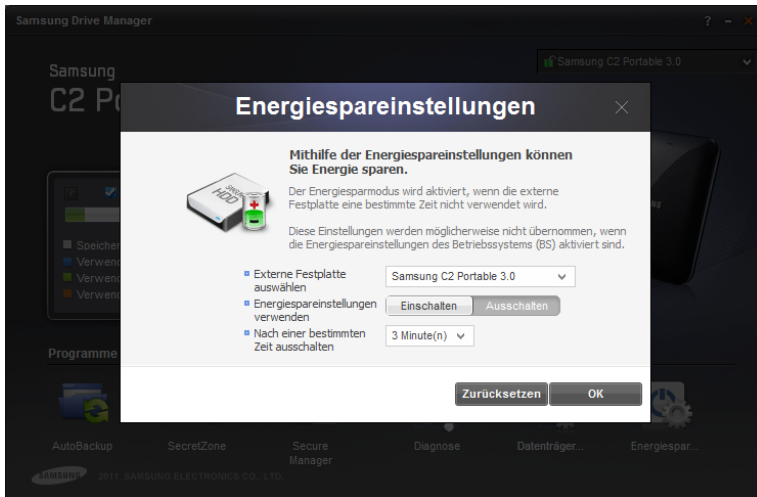 Samsung Drive Manager
? – ×
Samsung
Samsung C2 Portable 3.0
C2 Po
Energiespareinstellungen
Mithilfe der Energiespareinstellungen können
Sie Energie sparen.
SAMSUNG
HDD
Der Energiesparmodus wird aktiviert, wenn die externe
Festplatte eine bestimmte Zeit nicht verwendet wird.
Diese Einstellungen werden möglicherweise nicht übernommen, wenn
die Energiespareinstellungen des Betriebssystems (BS) aktiviert sind.
Speicher
Verwend
Verwend
Verwend
Externe Festplatte
auswählen
Samsung C2 Portable 3.0
Energiespareinstellungen
verwenden
Einschalten Ausschalten
Nach einer bestimmten
Zeit ausschalten
3 Minute(n)
Programme
Zurücksetzen OK
AutoBackup SecretZone Secure
Manager Diagnose Datenträger... Energiespar...
SAMSUNG 2011. SAMSUNG ELECTRONICS CO., LTD.